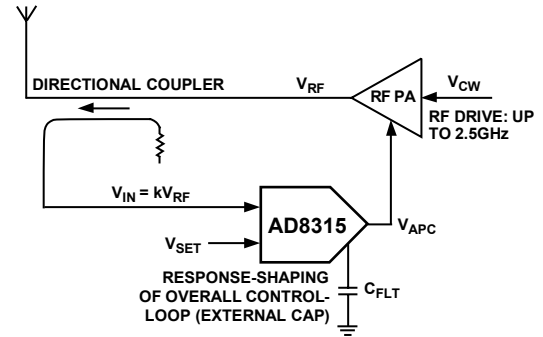 DIRECTIONAL COUPLER
V_RF
RF PA
V_CW
RF DRIVE: UP
TO 2.5GHz
V_IN = kV_RF
AD8315
V_SET
V_APC
RESPONSE-SHAPING
OF OVERALL CONTROL-
LOOP (EXTERNAL CAP)
C_FLT